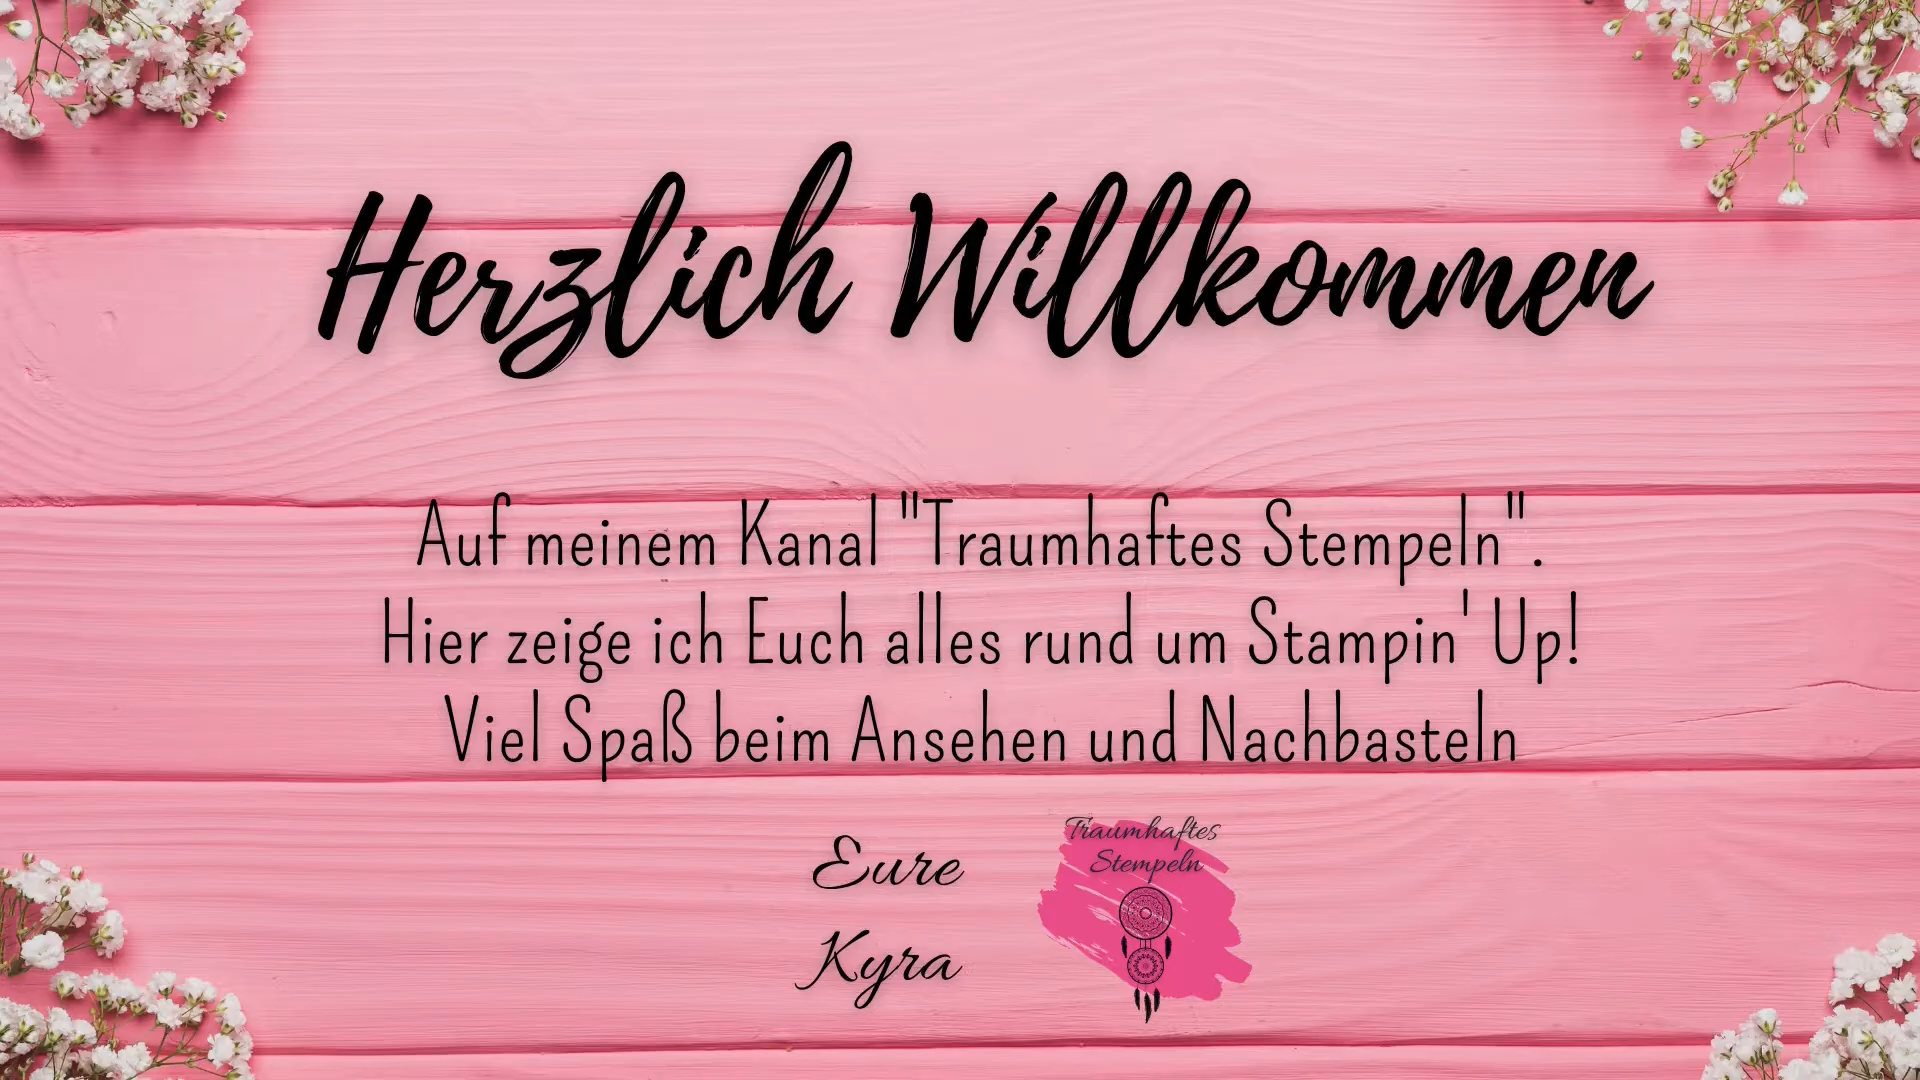 Herzlich Willkommen
Auf meinem Kanal "Traumhaftes Stempeln".
Hier zeige ich Euch alles rund um Stampin' Up!
Viel Spaß beim Ansehen und Nachbasteln
Eure
Kyra
Traumhaftes
Stempeln